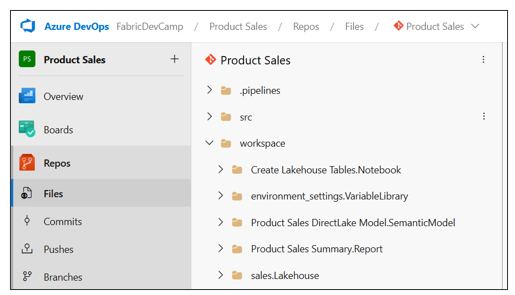 Azure DevOps FabricDevCamp / Product Sales / Repos / Files / Product Sales
PS Product Sales +
Overview
Boards
Repos
Files
Commits
Pushes
Branches
Product Sales
.pipelines
src
workspace
Create Lakehouse Tables.Notebook
environment_settings.VariableLibrary
Product Sales DirectLake Model.SemanticModel
Product Sales Summary.Report
sales.Lakehouse